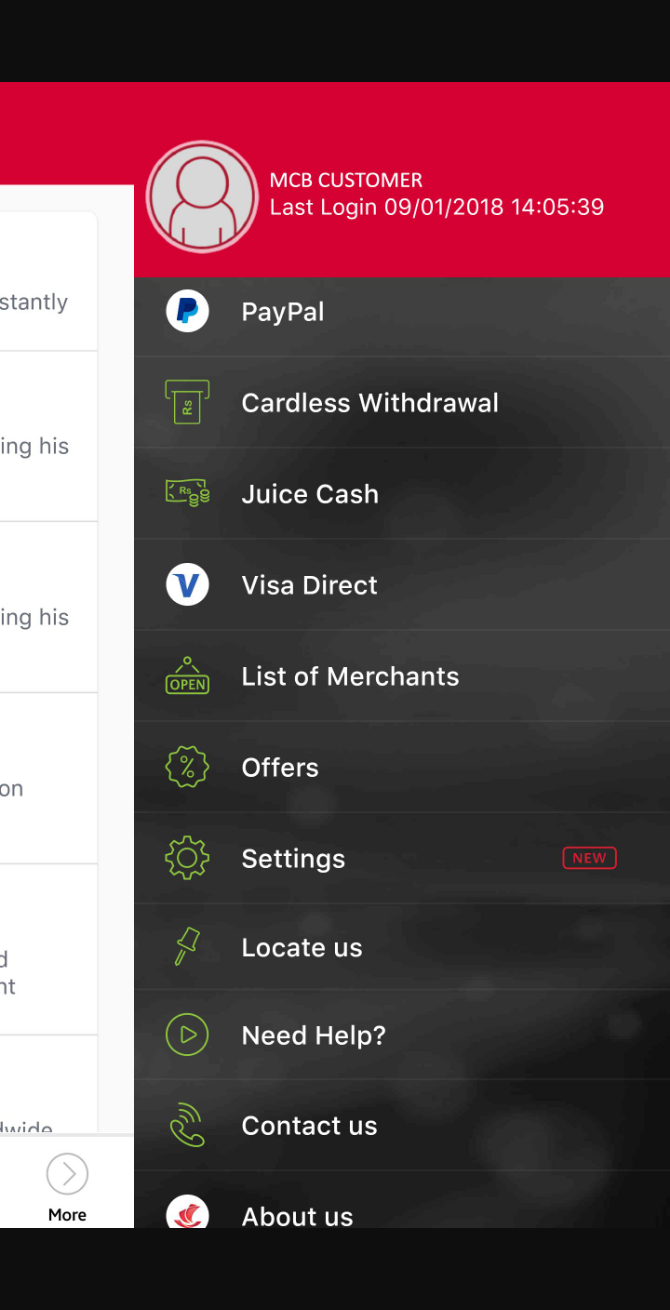 MCB CUSTOMER
Last Login 09/01/2018 14:05:39
stantly
ing his
ing his
on
d
nt
dwide
More
PayPal
Rs
Cardless Withdrawal
Rs
Juice Cash
V
Visa Direct
OPEN
List of Merchants
%
Offers
Settings
NEW
Locate us
Need Help?
Contact us
About us